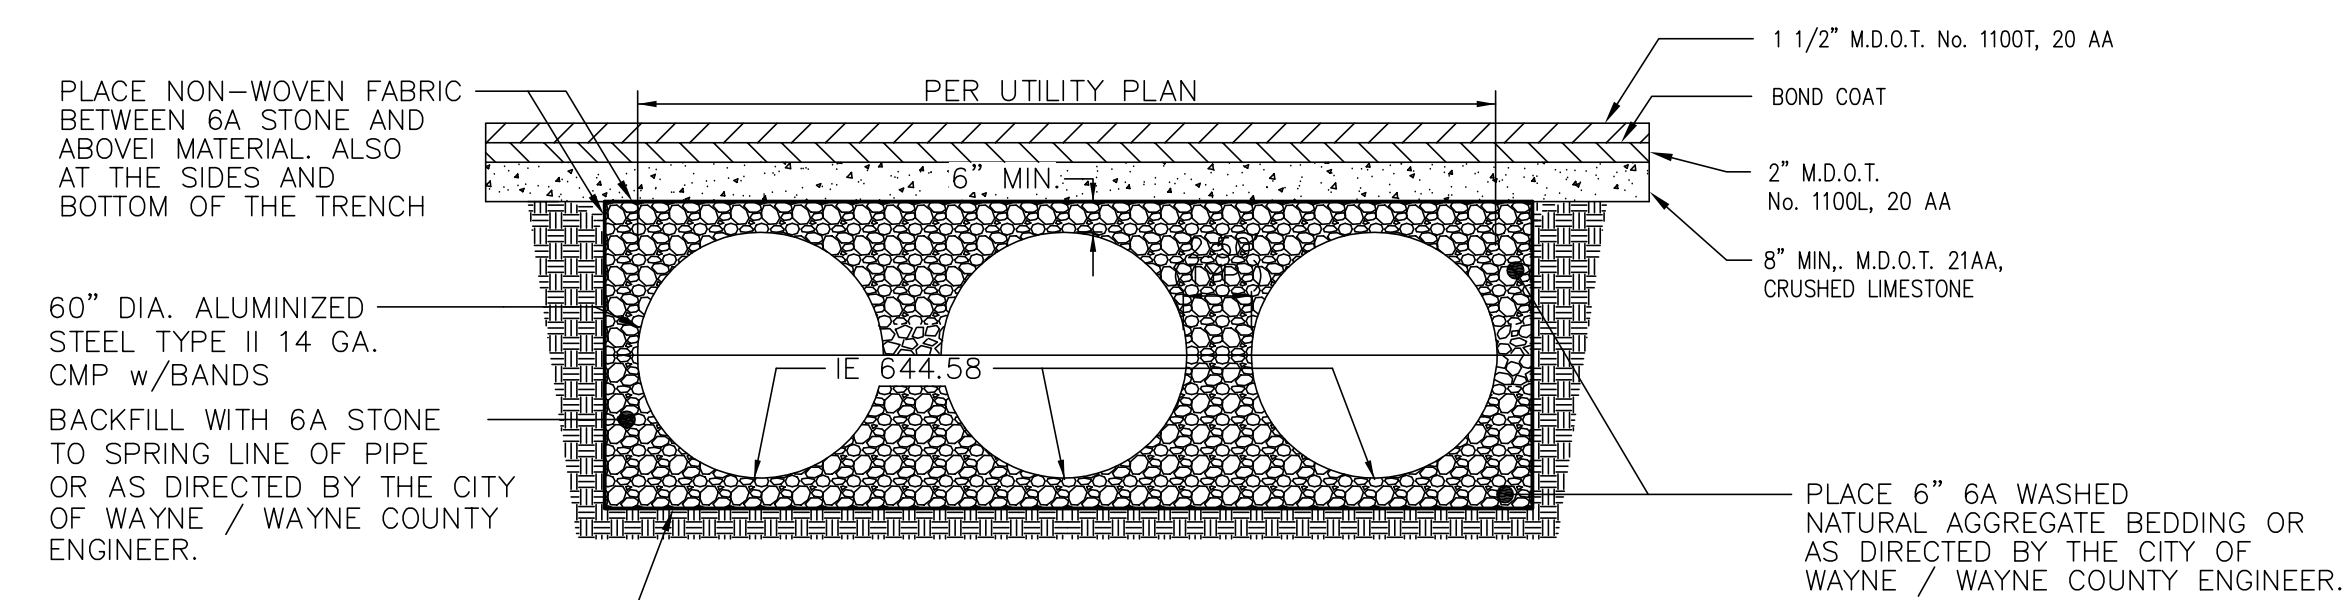 PLACE NON-WOVEN FABRIC
BETWEEN 6A STONE AND
ABOVEI MATERIAL. ALSO
AT THE SIDES AND
BOTTOM OF THE TRENCH
60" DIA. ALUMINIZED
STEEL TYPE II 14 GA.
CMP w/BANDS
BACKFILL WITH 6A STONE
TO SPRING LINE OF PIPE
OR AS DIRECTED BY THE CITY
OF WAYNE / WAYNE COUNTY
ENGINEER.
PER UTILITY PLAN
6" MIN.
2.50'
(TYP.)
IE 644.58
1 1/2" M.D.O.T. No. 1100T, 20 AA
BOND COAT
2" M.D.O.T.
No. 1100L, 20 AA
8" MIN,. M.D.O.T. 21AA,
CRUSHED LIMESTONE
PLACE 6" 6A WASHED
NATURAL AGGREGATE BEDDING OR
AS DIRECTED BY THE CITY OF
WAYNE / WAYNE COUNTY ENGINEER.